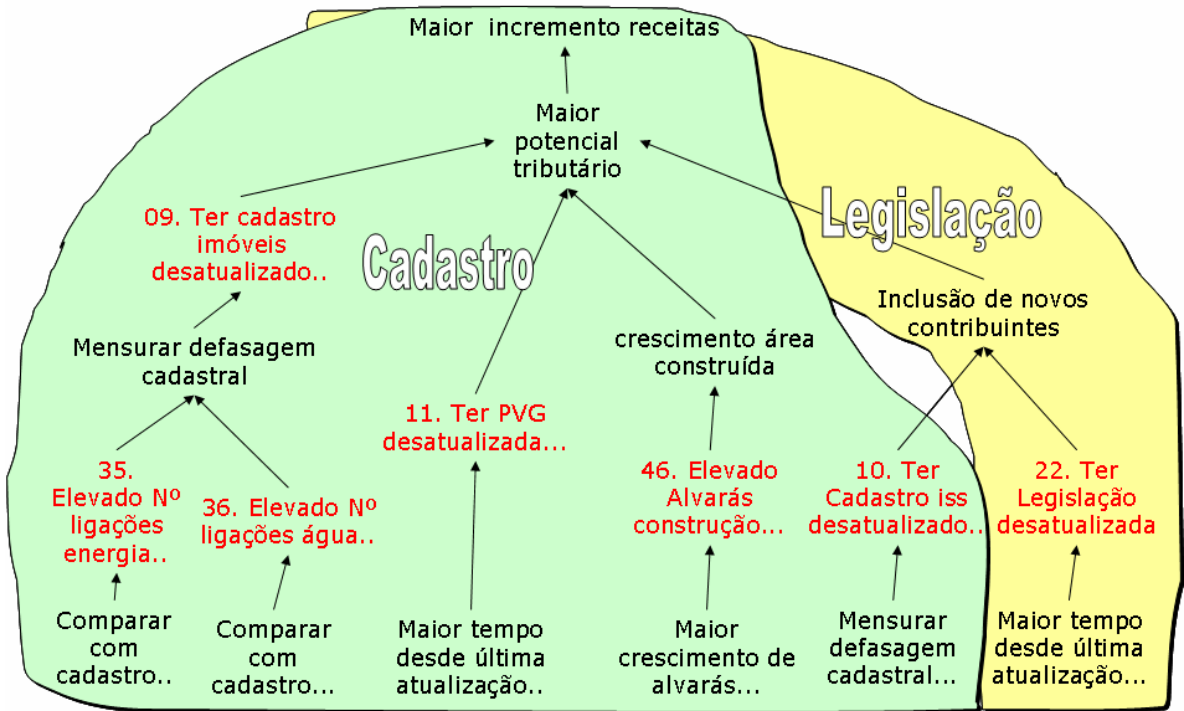 Maior incremento receitas
Maior
potencial
tributário
09. Ter cadastro
imóveis
desatualizado..
Cadastro
Legislação
Mensurar defasagem
cadastral
crescimento área
construída
Inclusão de novos
contribuintes
11. Ter PVG
desatualizada...
35.
Elevado Nº
ligações
energia..
36. Elevado Nº
ligações água..
46. Elevado
Alvarás
construção...
10. Ter
Cadastro iss
desatualizado..
22. Ter
Legislação
desatualizada
Comparar
com
cadastro..
Comparar
com
cadastro...
Maior tempo
desde última
atualização..
Maior
crescimento de
alvarás...
Mensurar
defasagem
cadastral...
Maior tempo
desde última
atualização...